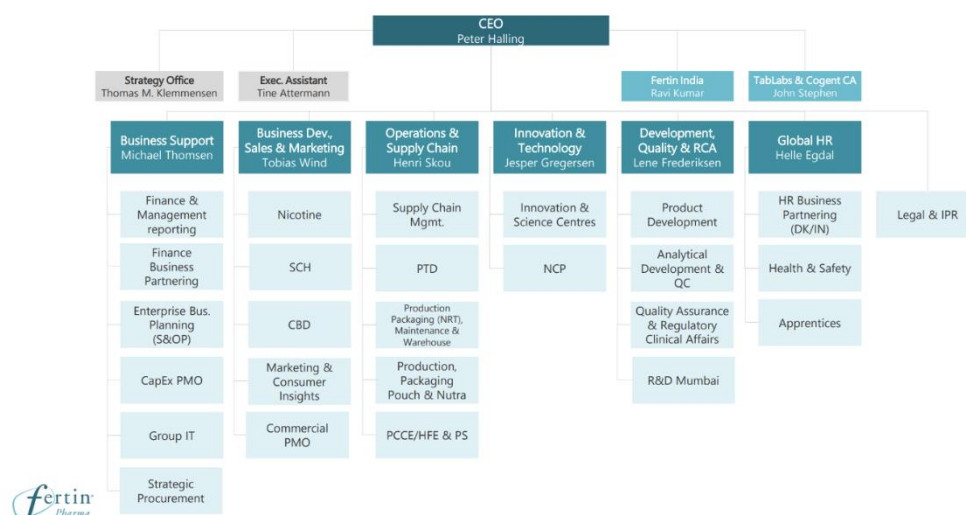 CEO
Peter Halling
Strategy Office
Thomas M. Klemmensen
Exec. Assistant
Tine Attermann
Fertin India
Ravi Kumar
TabLabs & Cogent CA
John Stephen
Business Support
Michael Thomsen
Business Dev.,
Sales & Marketing
Tobias Wind
Operations &
Supply Chain
Henri Skou
Innovation &
Technology
Jesper Gregersen
Development,
Quality & RCA
Lene Frederiksen
Global HR
Helle Egdal
Finance &
Management
reporting
Nicotine
Supply Chain
Mgmt.
Innovation &
Science Centres
Product
Development
HR Business
Partnering
(DK/IN)
Legal & IPR
Finance
Business
Partnering
SCH
PTD
NCP
Analytical
Development &
QC
Health & Safety
Enterprise Bus.
Planning
(S&OP)
CBD
Production
Packaging (NRT),
Maintenance &
Warehouse
Quality Assurance
& Regulatory
Clinical Affairs
Apprentices
CapEx PMO
Marketing &
Consumer
Insights
Production,
Packaging
Pouch & Nutra
R&D Mumbai
Group IT
Commercial
PMO
PCCE/HFE & PS
Strategic
Procurement
fertin
Pharma